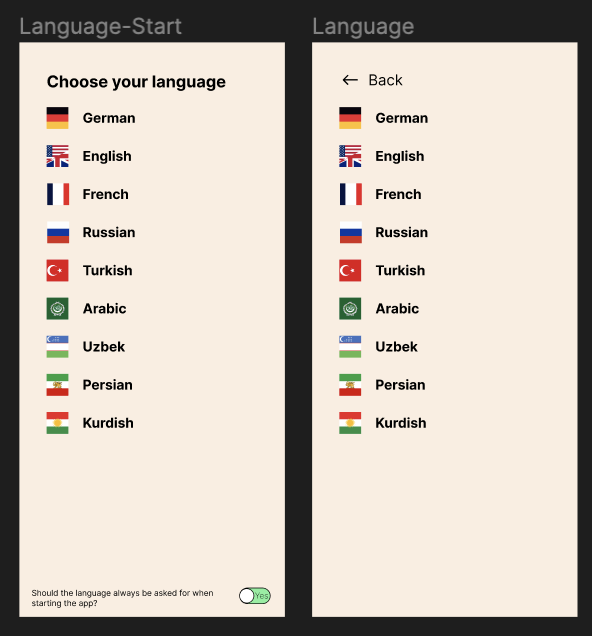 Language-Start
Choose your language
German
English
French
Russian
Turkish
Arabic
Uzbek
Persian
Kurdish
Should the language always be asked for when
starting the app?
Yes
Language
Back
German
English
French
Russian
Turkish
Arabic
Uzbek
Persian
Kurdish